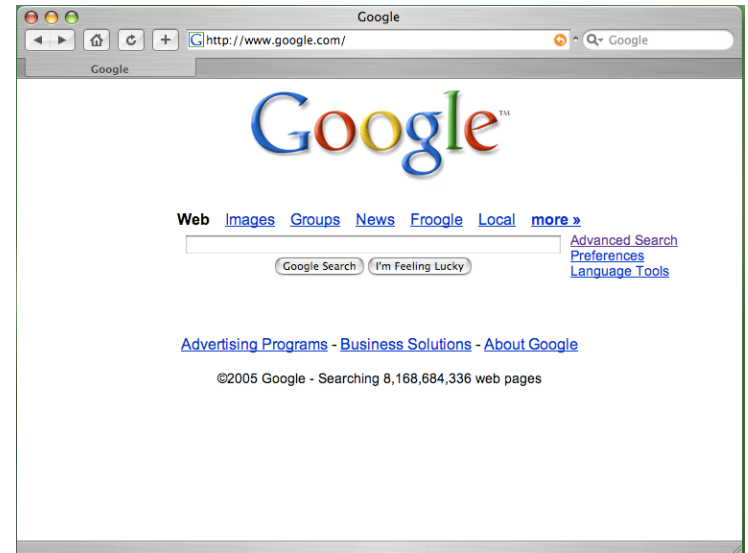 Google
http://www.google.com/ Google
Google
Google™
Web Images Groups News Froogle Local more »
Advanced Search
Preferences
Language Tools
Google Search I'm Feeling Lucky
Advertising Programs - Business Solutions - About Google
©2005 Google - Searching 8,168,684,336 web pages